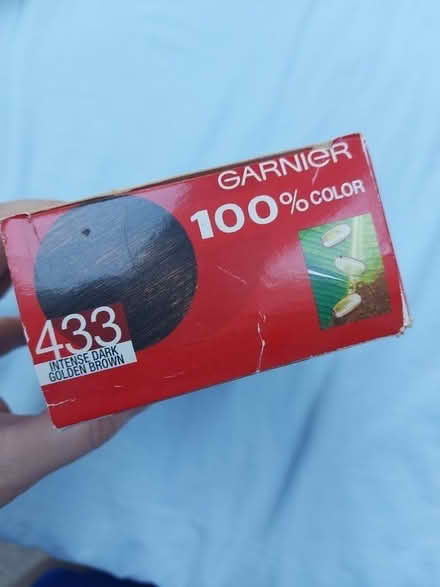 GARNIER
100% COLOR
433
INTENSE DARK
GOLDEN BROWN